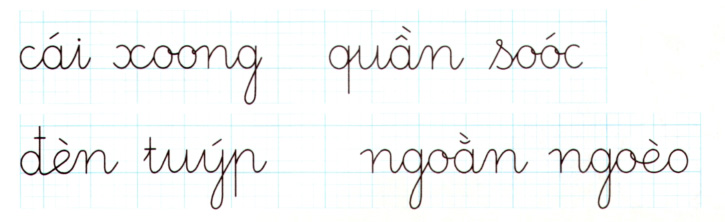 cái xoong quần soóc
đèn tuýp ngoằn ngoèo